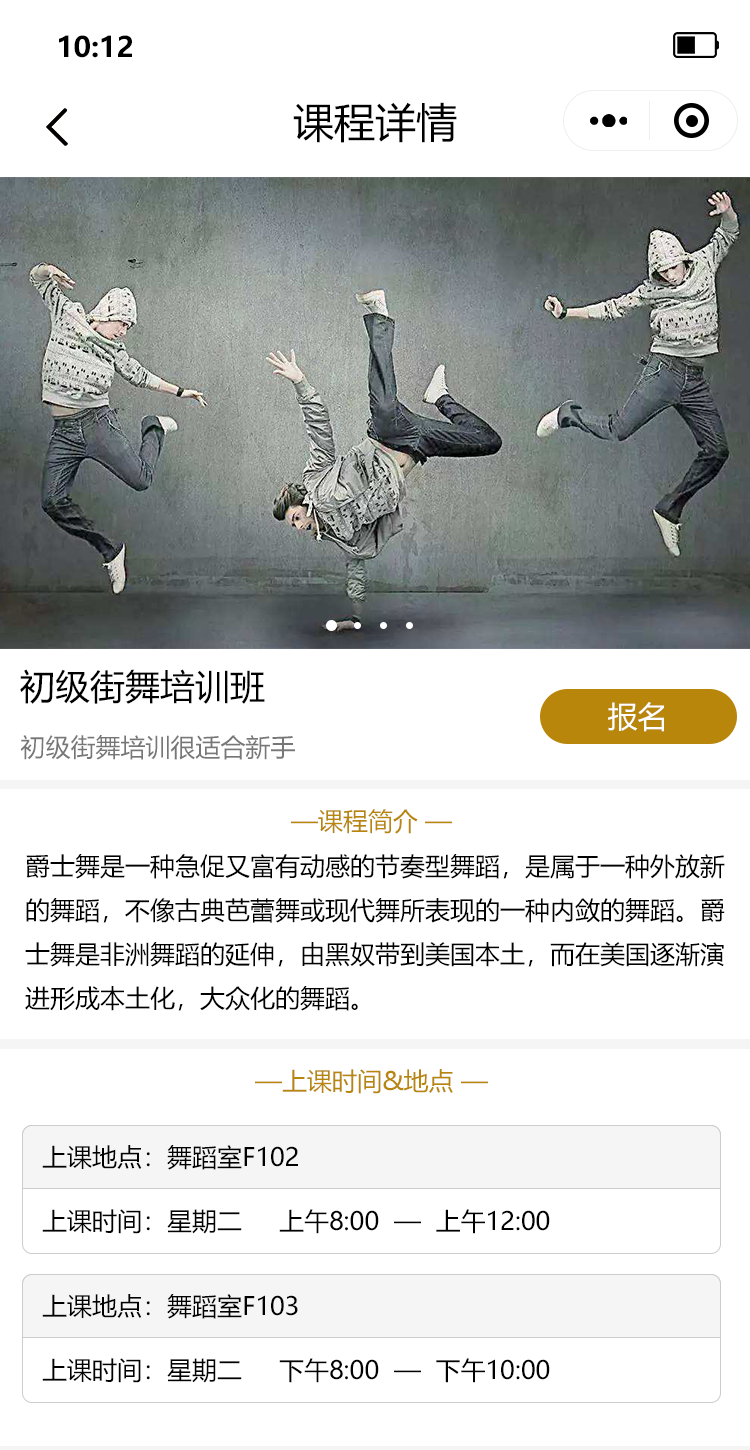 10:12
课程详情
初级街舞培训班
报名
初级街舞培训很适合新手
—课程简介 —
爵士舞是一种急促又富有动感的节奏型舞蹈，是属于一种外放新
的舞蹈，不像古典芭蕾舞或现代舞所表现的一种内敛的舞蹈。爵
士舞是非洲舞蹈的延伸，由黑奴带到美国本土，而在美国逐渐演
进形成本土化，大众化的舞蹈。
—上课时间&地点 —
上课地点：舞蹈室F102
上课时间：星期二 上午8:00 — 上午12:00
上课地点：舞蹈室F103
上课时间：星期二 下午8:00 — 下午10:00